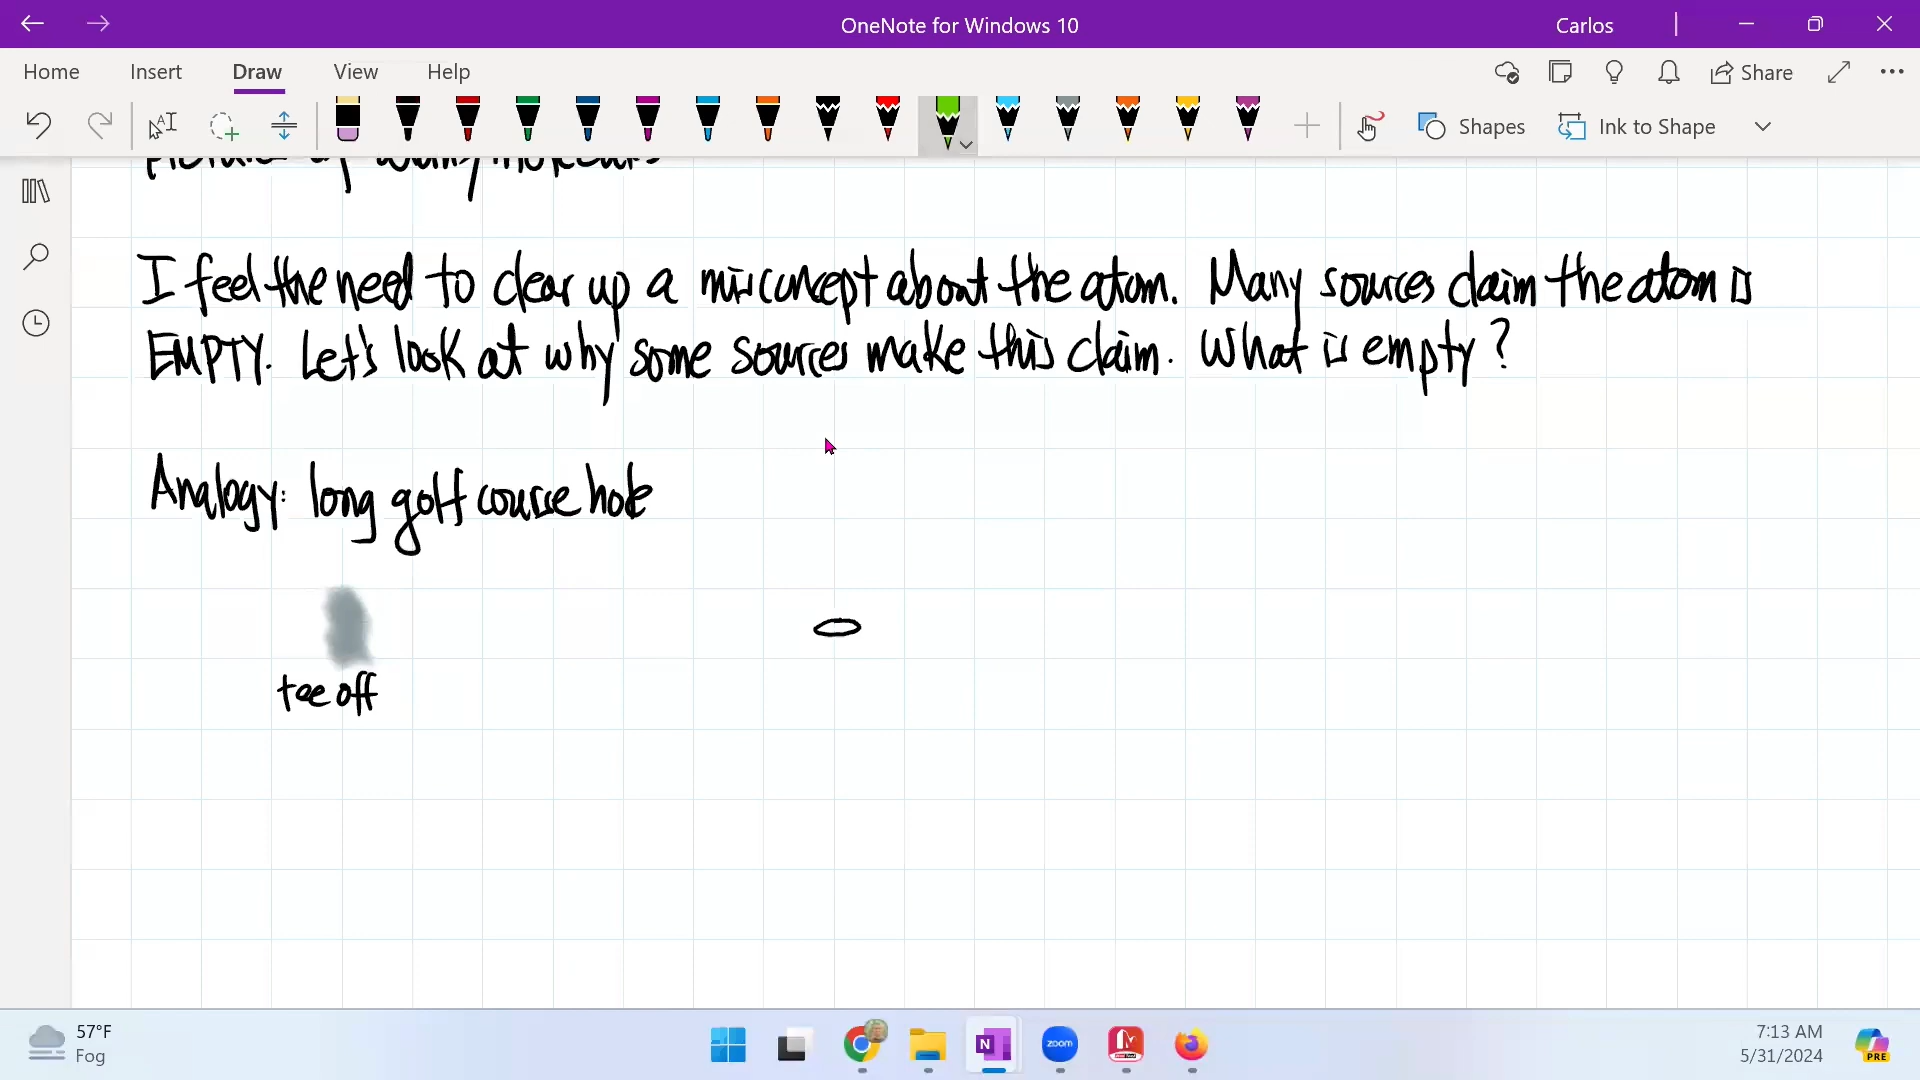 OneNote for Windows 10
Carlos
Home Insert Draw View Help
Share
Shapes
Ink to Shape
I feel the need to clear up a misconcept about the atom. Many sources claim the atom is
EMPTY. Let's look at why some sources make this claim. What is empty?
Analogy: long golf course hole
tee off
57°F
Fog
zoom
7:13 AM
5/31/2024
PRE